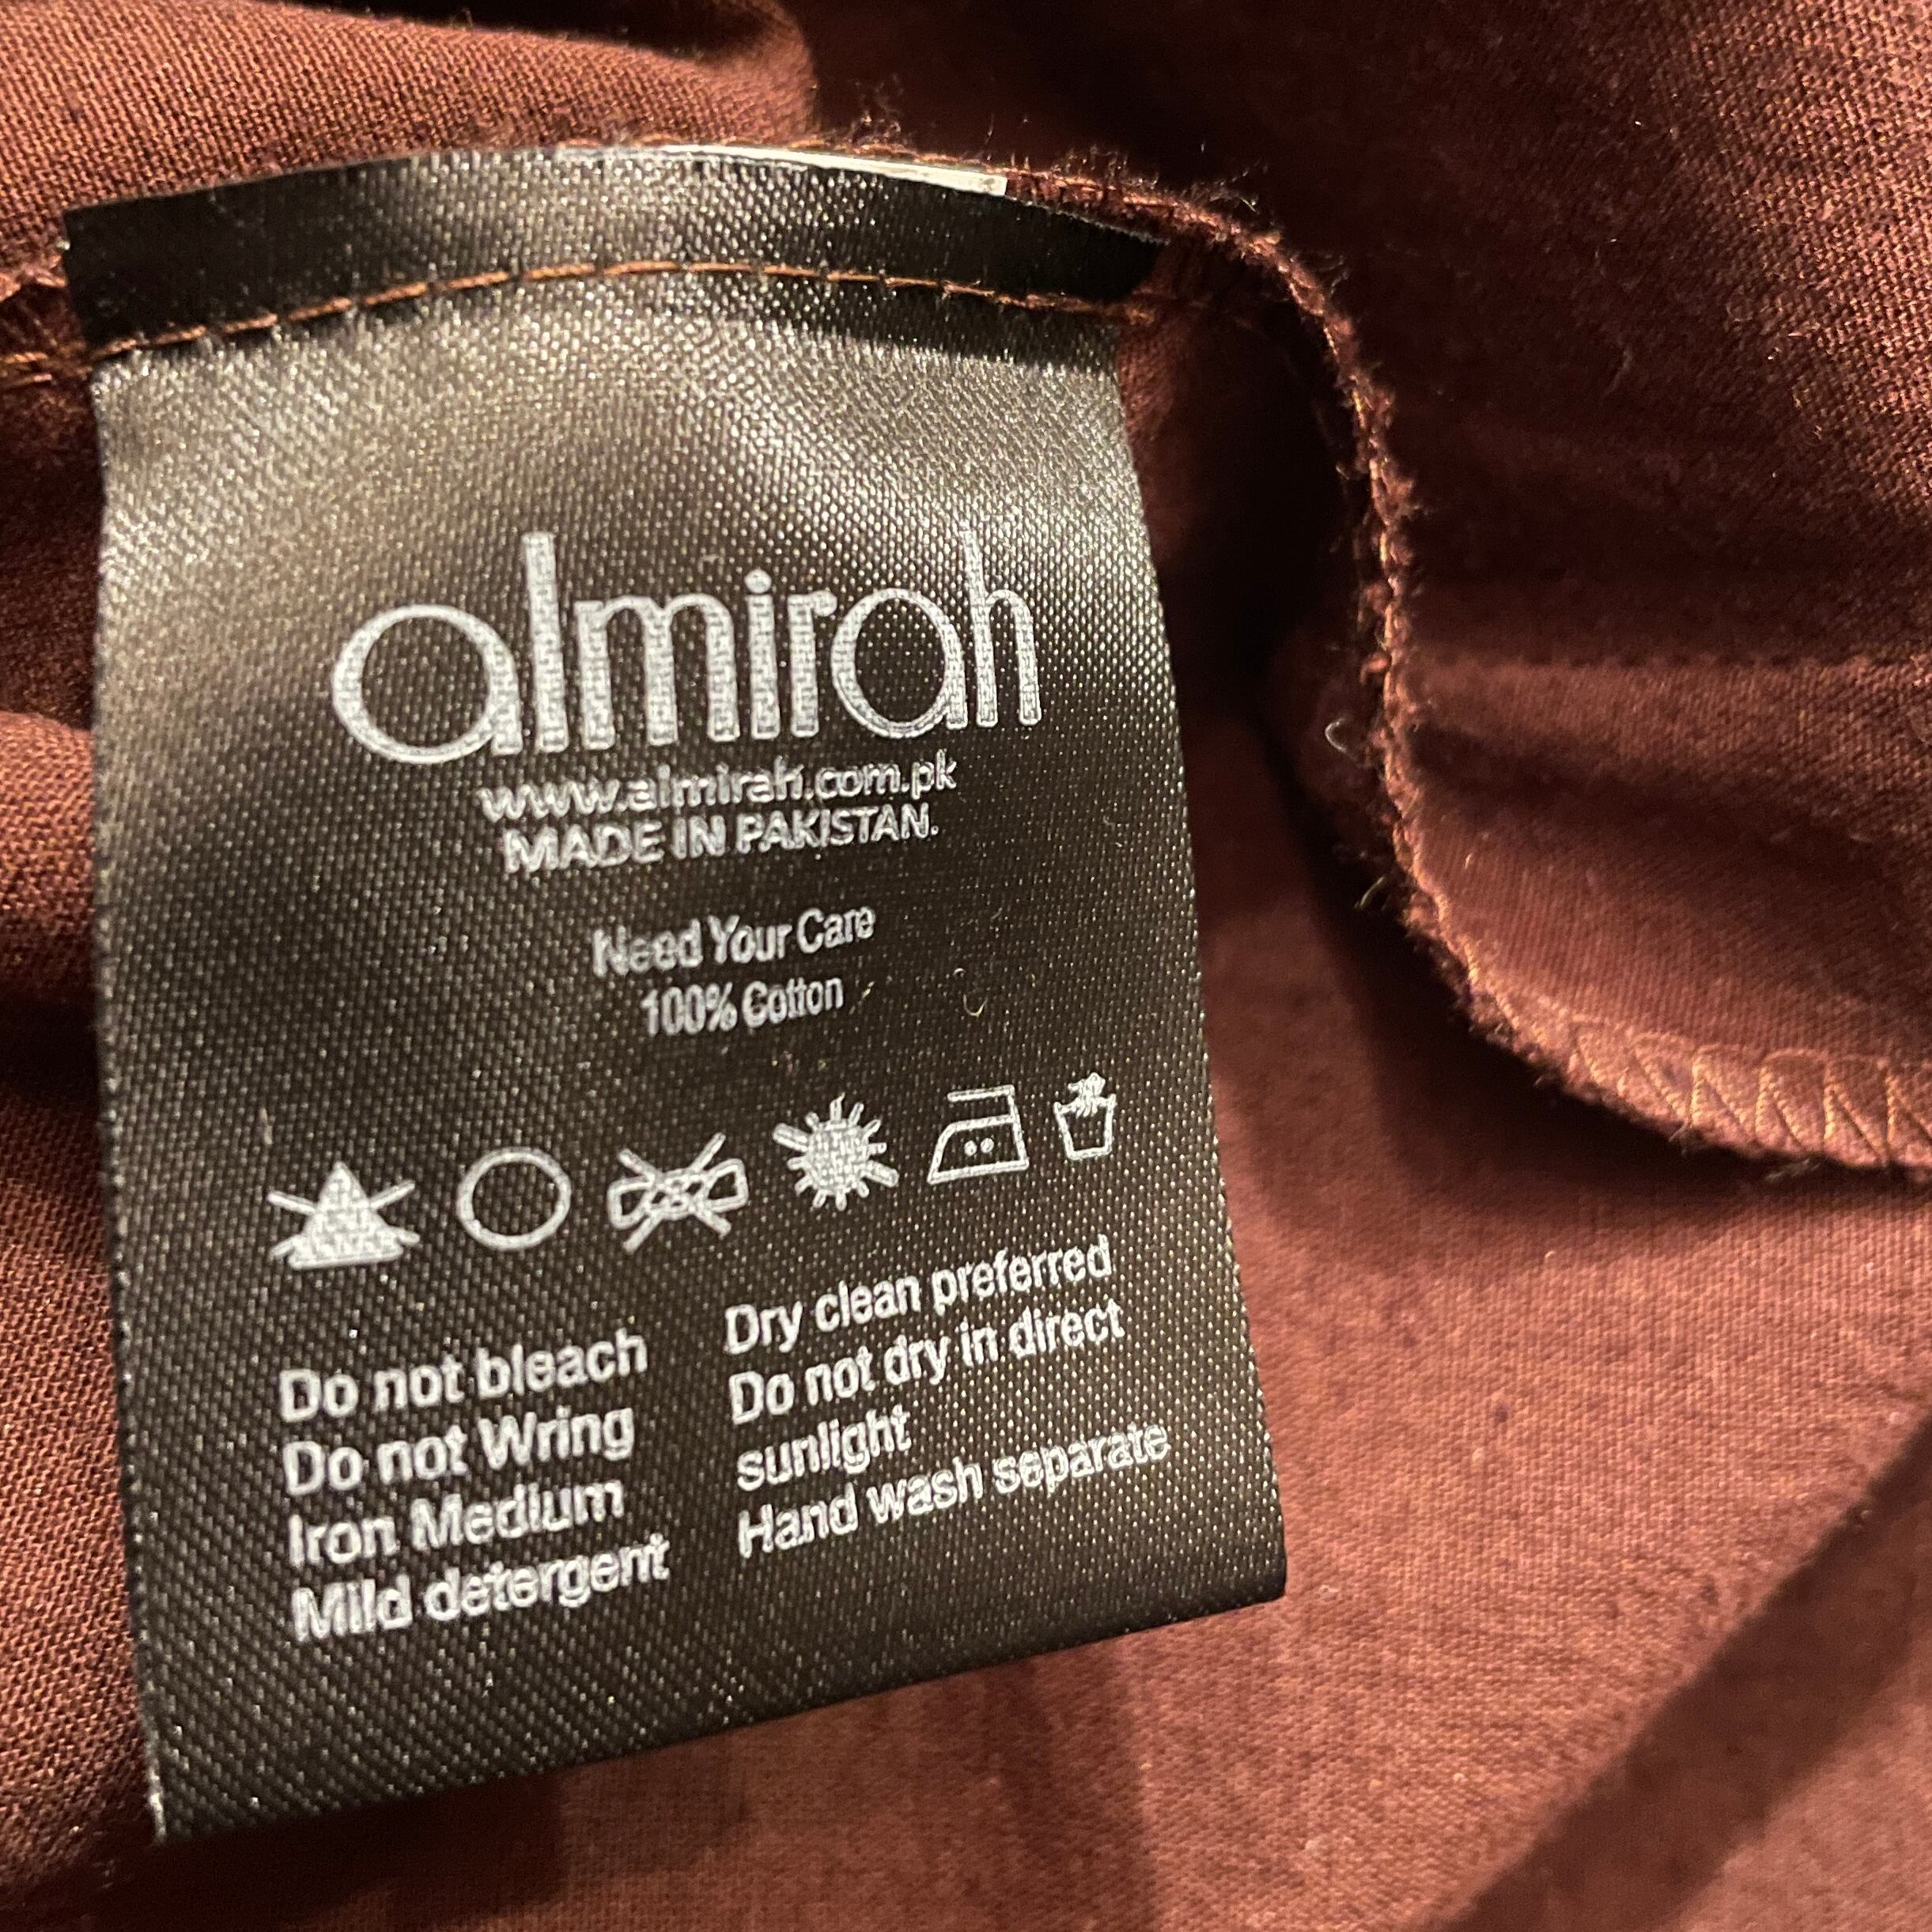 almirah
www.almirah.com.pk
MADE IN PAKISTAN.
Need Your Care
100% Cotton
Do not bleach
Do not Wring
Iron Medium
Mild detergent
Dry clean preferred
Do not dry in direct
sunlight
Hand wash separate